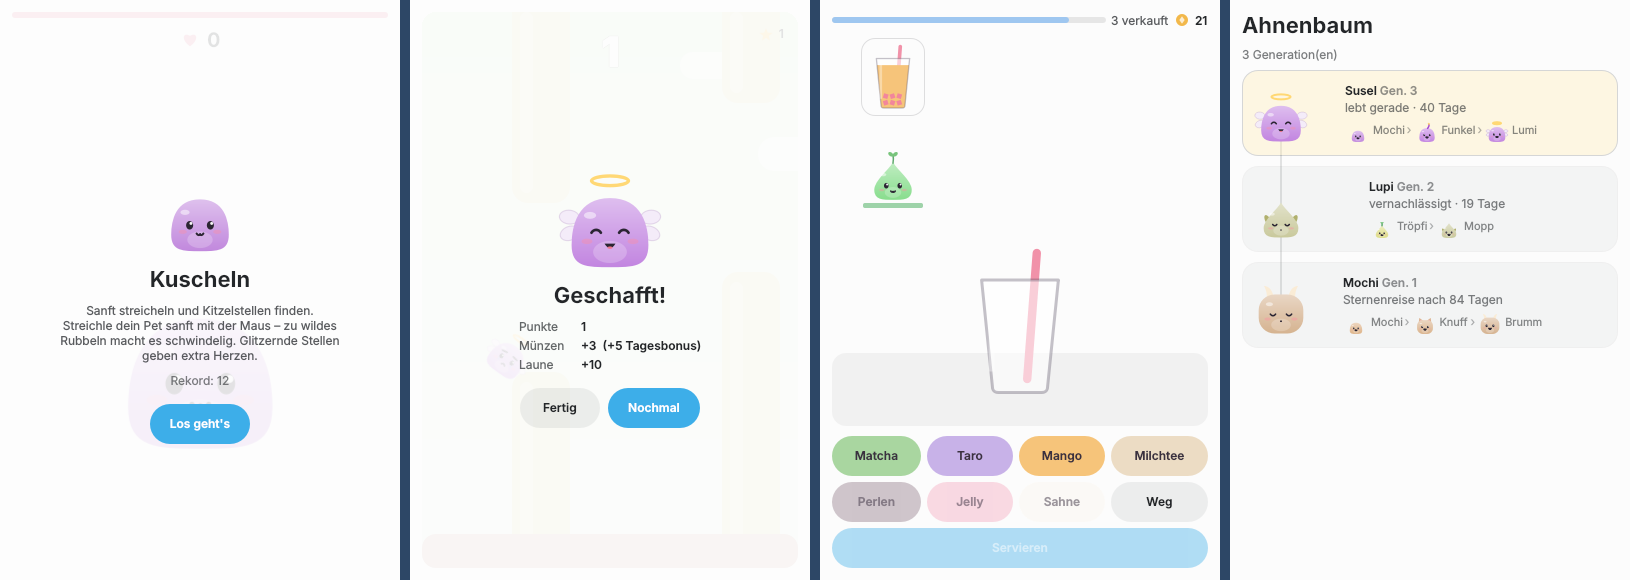 0
Kuscheln
Sanft streicheln und Kitzelstellen finden.
Streichle dein Pet sanft mit der Maus – zu wildes
Rubbeln macht es schwindelig. Glitzernde Stellen
geben extra Herzen.
Rekord: 12
Los geht's
1
1
Geschafft!
Punkte 1
Münzen +3 (+5 Tagesbonus)
Laune +10
Fertig Nochmal
3 verkauft 21
Matcha Taro Mango Milchtee
Perlen Jelly Sahne Weg
Servieren
Ahnenbaum
3 Generation(en)
Susel Gen. 3
lebt gerade · 40 Tage
Mochi › Funkel › Lumi
Lupi Gen. 2
vernachlässigt · 19 Tage
Tröpfi › Mopp
Mochi Gen. 1
Sternenreise nach 84 Tagen
Mochi › Knuff › Brumm